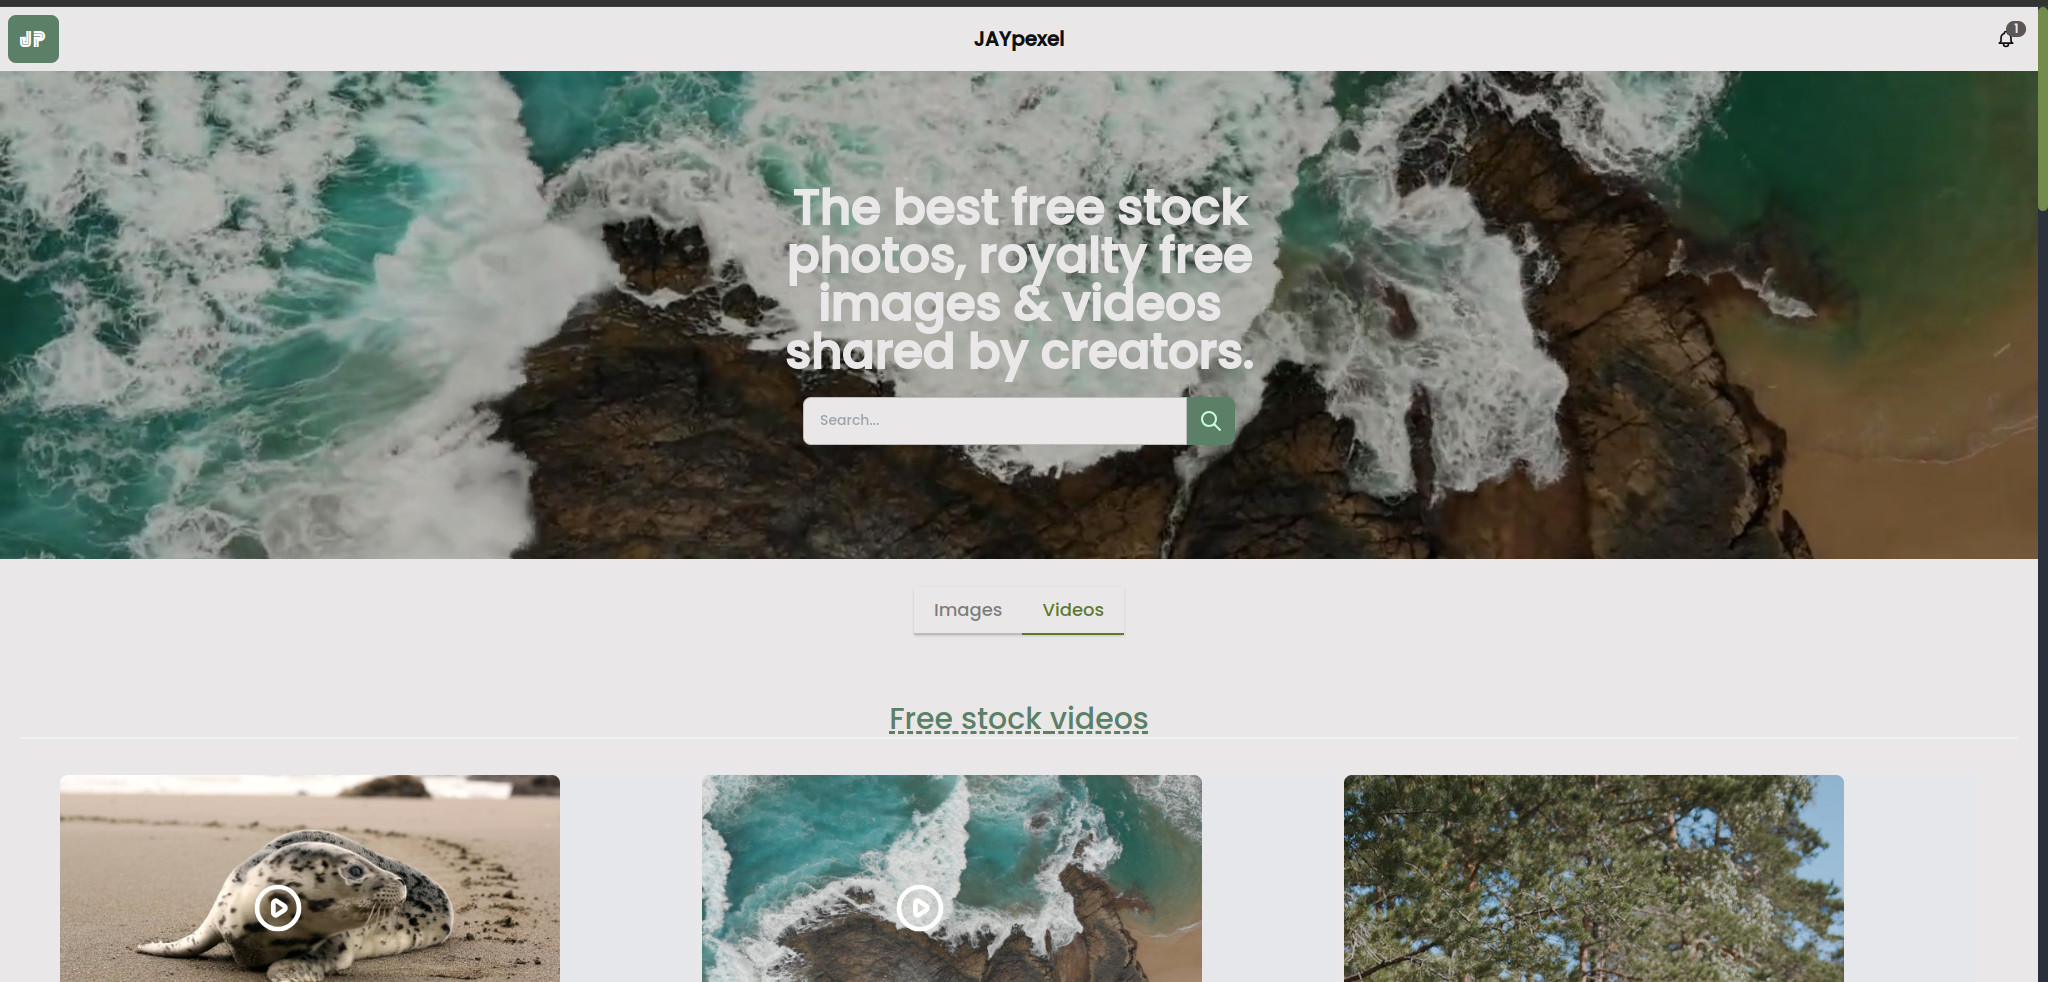 JP
JAYpexel
1
The best free stock
photos, royalty free
images & videos
shared by creators.
Search...
Images
Videos
Free stock videos